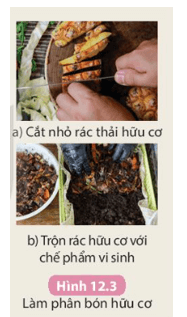 a) Cắt nhỏ rác thải hữu cơ
b) Trộn rác hữu cơ với
chế phẩm vi sinh
Hình 12.3
Làm phân bón hữu cơ